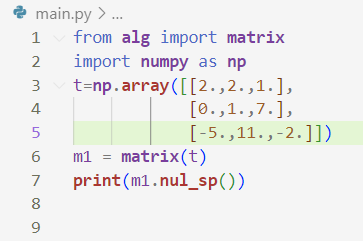 main.py > ...
1 from alg import matrix
2 import numpy as np
3 t=np.array([[2.,2.,1.],
4 [0.,1.,7.],
5 [-5.,11.,-2.]])
6 m1 = matrix(t)
7 print(m1.nul_sp())
8
9